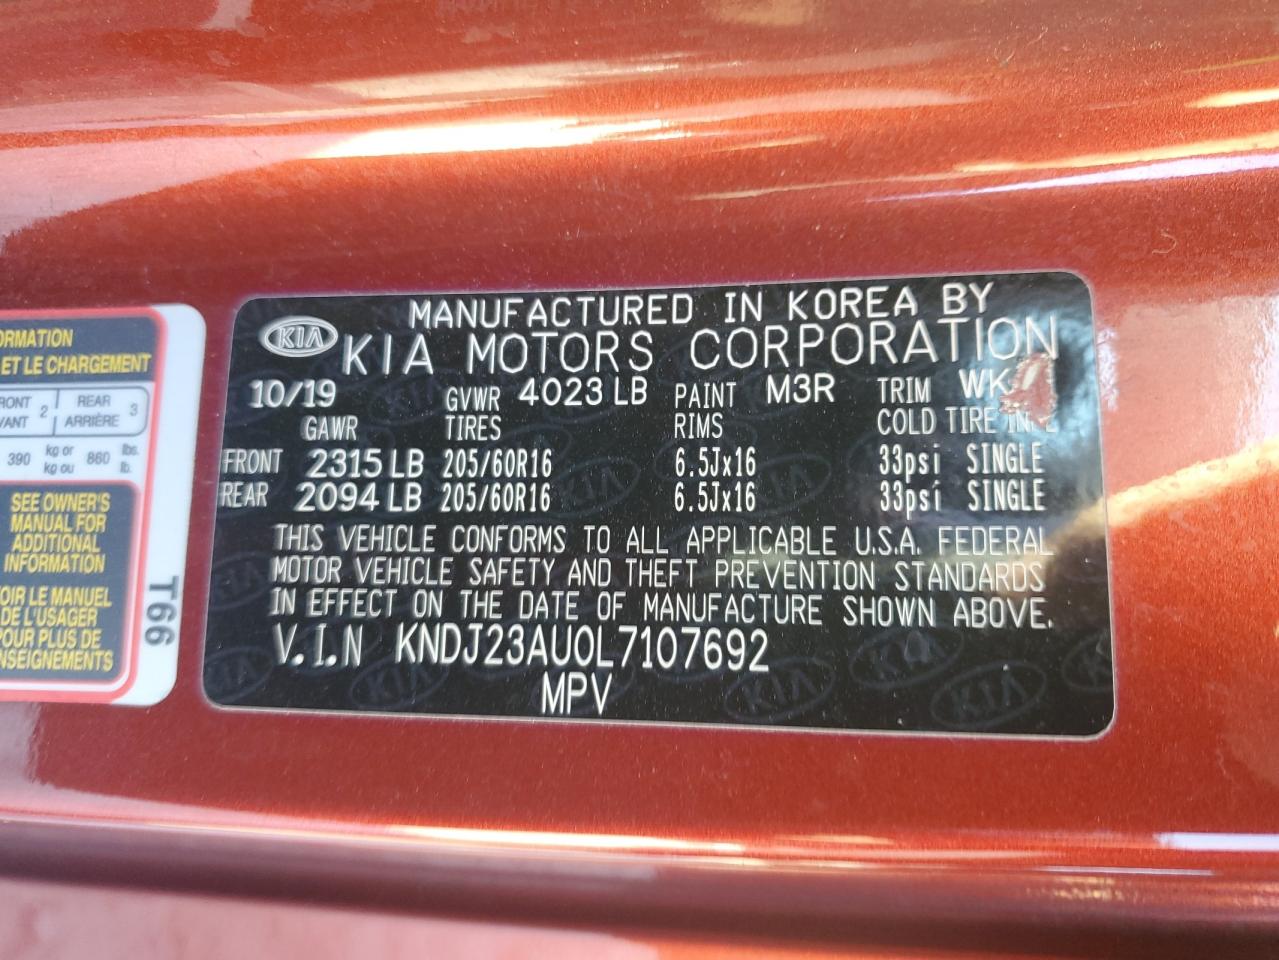 ORMATION
ET LE CHARGEMENT
RONT 2 REAR 3
VANT ARRIÈRE
390 kg or 860 lbs.
kg ou lb.
SEE OWNER'S
MANUAL FOR
ADDITIONAL
INFORMATION
OIR LE MANUEL
DE L'USAGER
POUR PLUS DE
NSEIGNEMENTS
T66
MANUFACTURED IN KOREA BY
KIA KIA MOTORS CORPORATION
10/19 GVWR 4023 LB PAINT M3R TRIM WK
GAWR TIRES RIMS COLD TIRE
FRONT 2315 LB 205/60R16 6.5Jx16 33psi SINGLE
REAR 2094 LB 205/60R16 6.5Jx16 33psi SINGLE
THIS VEHICLE CONFORMS TO ALL APPLICABLE U.S.A. FEDERAL
MOTOR VEHICLE SAFETY AND THEFT PREVENTION STANDARDS
IN EFFECT ON THE DATE OF MANUFACTURE SHOWN ABOVE.
V.I.N KNDJ23AU0L7107692
MPV